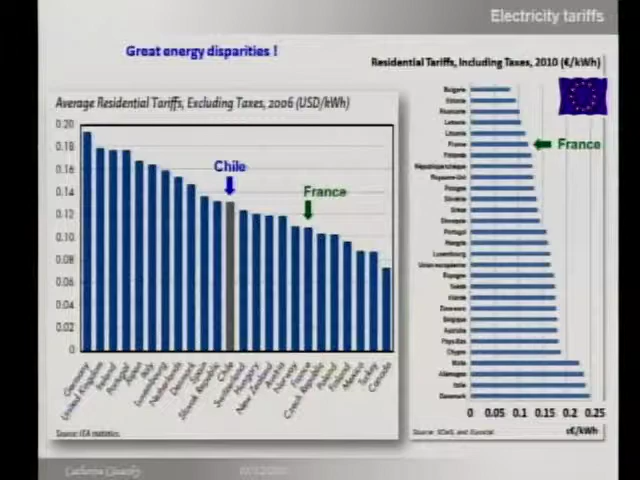 Electricity tariffs
Great energy disparities !
Residential Tariffs, Including Taxes, 2010 (€/kWh)
Average Residential Tariffs, Excluding Taxes, 2006 (USD/kWh)
0.20
0.18
0.16
0.14
0.12
0.10
0.08
0.06
0.04
0.02
0
Chile
France
Germany
United Kingdom
Ireland
Portugal
Japan
Italy
Luxembourg
Netherlands
Denmark
Spain
Slovak Republic
Chile
Switzerland
Hungary
New Zealand
Austria
Norway
France
Czech Republic
Poland
Finland
Mexico
Turkey
Canada
Source: IEA statistics.
Bulgarie
Estonie
Roumanie
Lettonie
Lituanie
France
Finlande
République tchèque
Royaume-Uni
Pologne
Slovénie
Grèce
Slovaquie
Portugal
Hongrie
Luxembourg
Union européenne
Espagne
Suède
Irlande
Belgique
Autriche
Pays-Bas
Chypre
Malte
Allemagne
Italie
Danemark
France
0 0.05 0.1 0.15 0.2 0.25
Source: SOeS, and Eurostat
c€/kWh